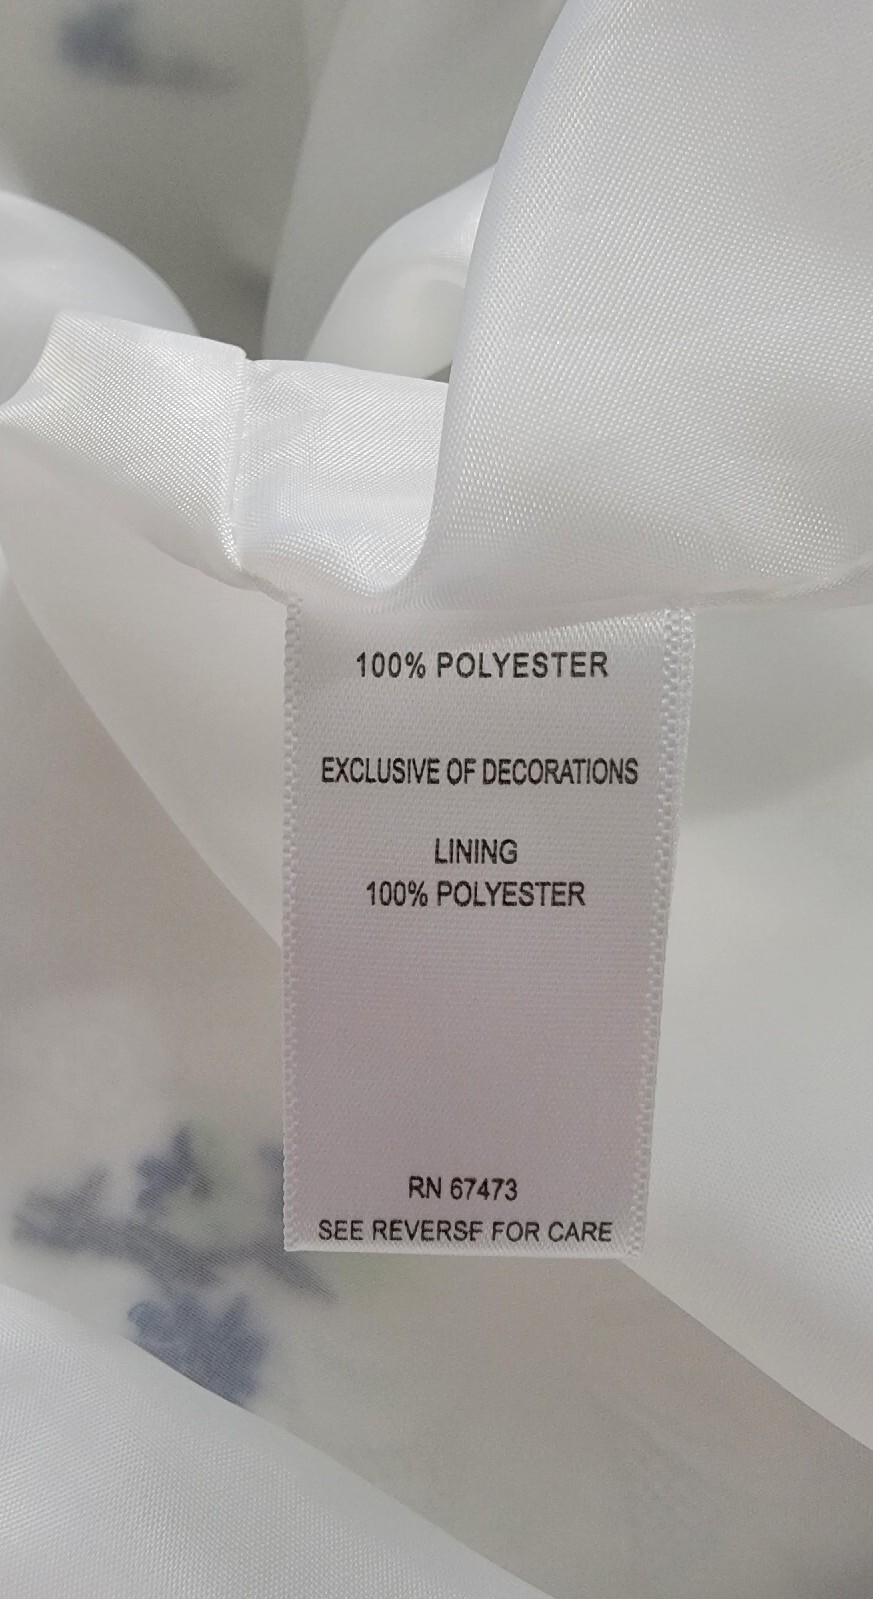 100% POLYESTER
EXCLUSIVE OF DECORATIONS
LINING
100% POLYESTER
RN 67473
SEE REVERSE FOR CARE